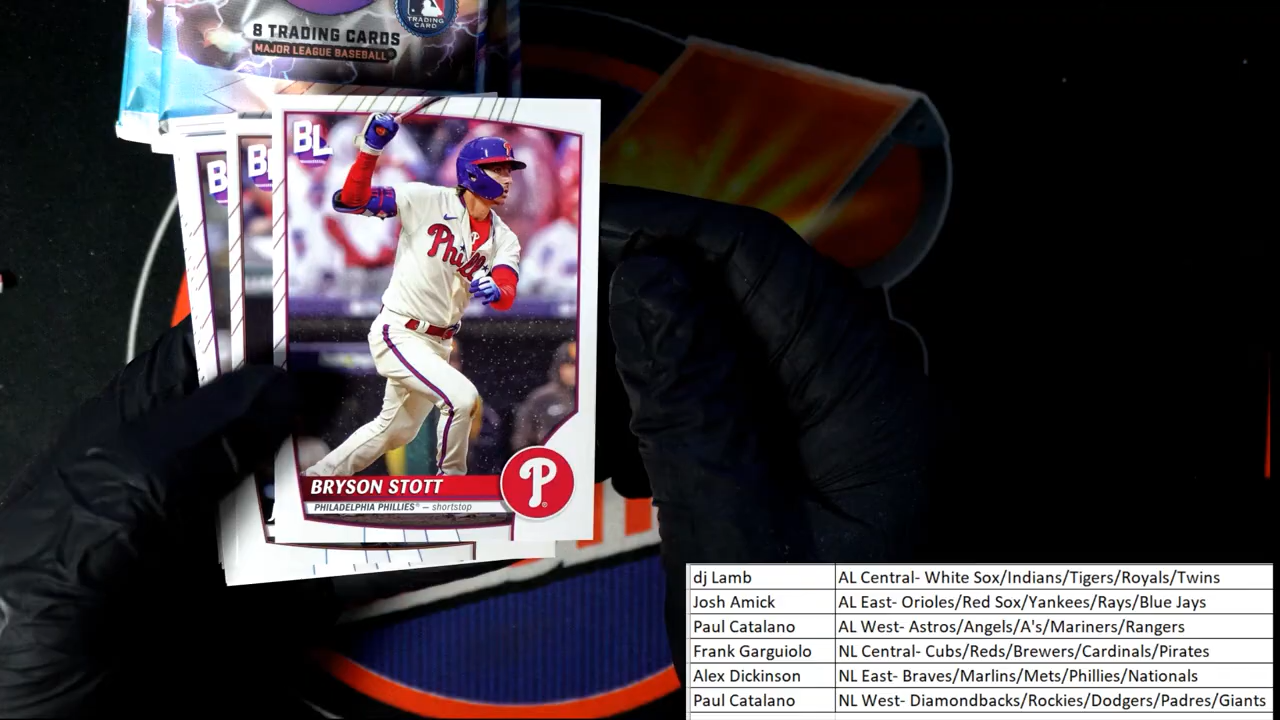 8 TRADING CARDS
MAJOR LEAGUE BASEBALL®
TRADING
CARD
BL
B
B
Phill
P
BRYSON STOTT
PHILADELPHIA PHILLIES® — shortstop
dj Lamb AL Central- White Sox/Indians/Tigers/Royals/Twins
Josh Amick AL East- Orioles/Red Sox/Yankees/Rays/Blue Jays
Paul Catalano AL West- Astros/Angels/A's/Mariners/Rangers
Frank Garguiolo NL Central- Cubs/Reds/Brewers/Cardinals/Pirates
Alex Dickinson NL East- Braves/Marlins/Mets/Phillies/Nationals
Paul Catalano NL West- Diamondbacks/Rockies/Dodgers/Padres/Giants